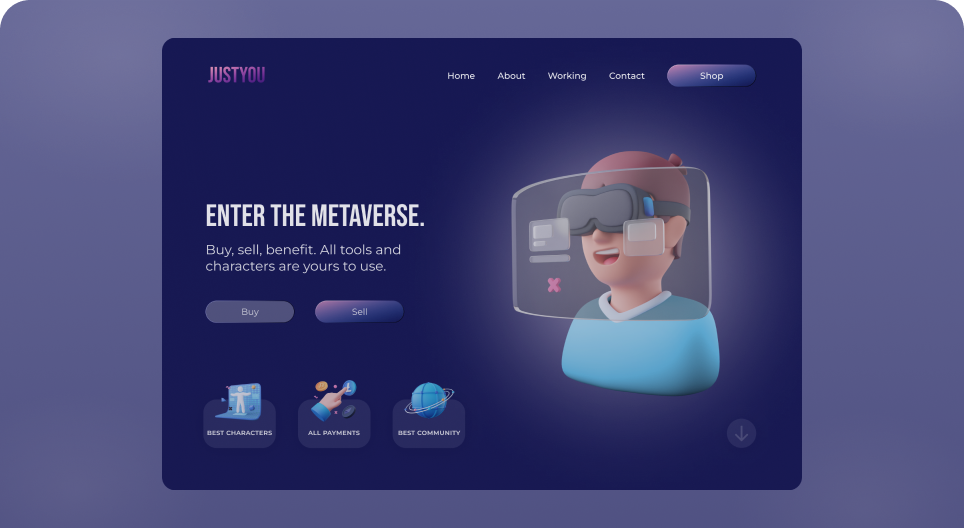 JUSTYOU
Home About Working Contact Shop
ENTER THE METAVERSE.
Buy, sell, benefit. All tools and
characters are yours to use.
Buy Sell
BEST CHARACTERS ALL PAYMENTS BEST COMMUNITY